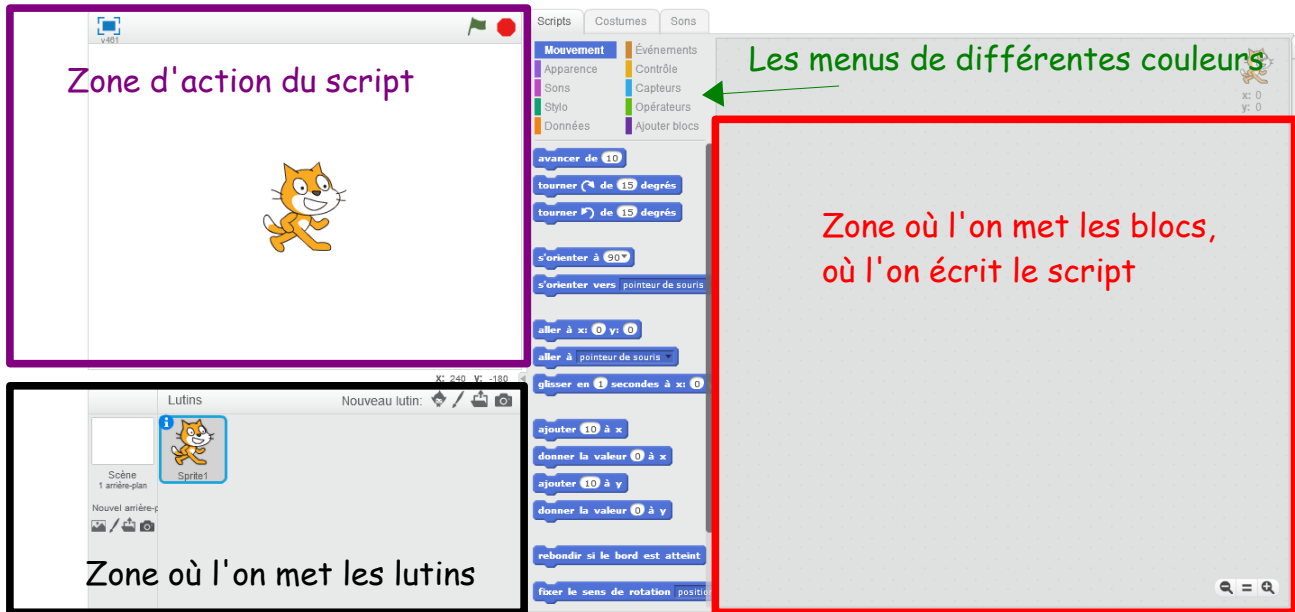 v461
Zone d'action du script
X: 240 Y: -180
Lutins
Nouveau lutin:
Scène
1 arrière-plan
Sprite1
Nouvel arrière-p
Zone où l'on met les lutins
Scripts Costumes Sons
Mouvement Événements
Apparence Contrôle
Sons Capteurs
Stylo Opérateurs
Données Ajouter blocs
avancer de 10
tourner de 15 degrés
tourner de 15 degrés
s'orienter à 90
s'orienter vers pointeur de souris
aller à x: 0 y: 0
aller à pointeur de souris
glisser en 1 secondes à x: 0
ajouter 10 à x
donner la valeur 0 à x
ajouter 10 à y
donner la valeur 0 à y
rebondir si le bord est atteint
fixer le sens de rotation positio
Les menus de différentes couleurs
x: 0
y: 0
Zone où l'on met les blocs,
où l'on écrit le script